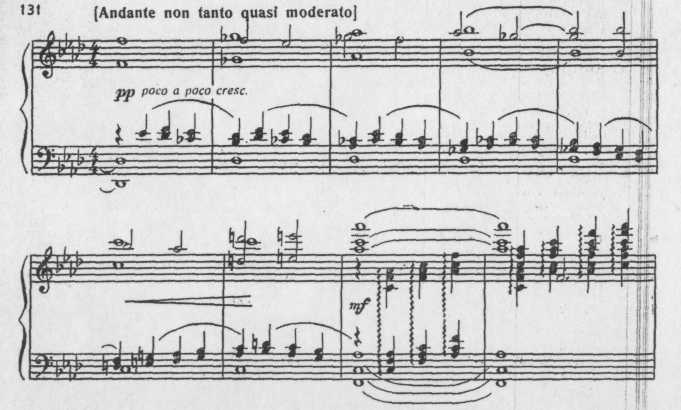 131 [Andante non tanto quasi moderato]
pp poco a poco cresc.
mf